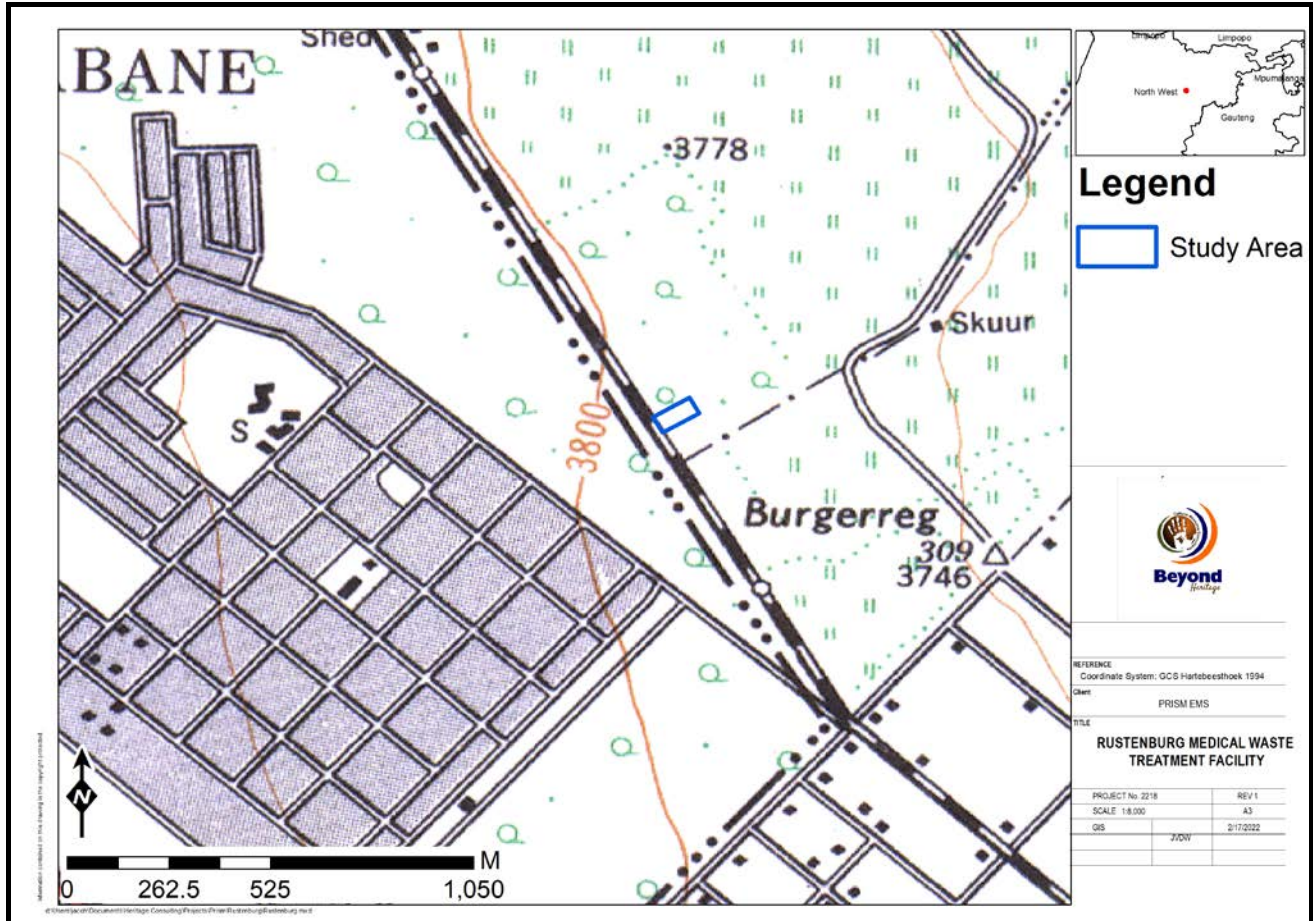 Shed
BANE
3778
Skuur
S
3800
Burgerreg
309
3746
N
M
0 262.5 525 1,050
Limpopo
Limpopo
Mpumalanga
North West
Gauteng
Legend
Study Area
Beyond
Heritage
REFERENCE
Coordinate System: GCS Hartebeesthoek 1994
Client
PRISM EMS
TITLE
RUSTENBURG MEDICAL WASTE
TREATMENT FACILITY
PROJECT No. 2218 REV 1
SCALE 1:8,000 A3
GIS JVDW 2/17/2022